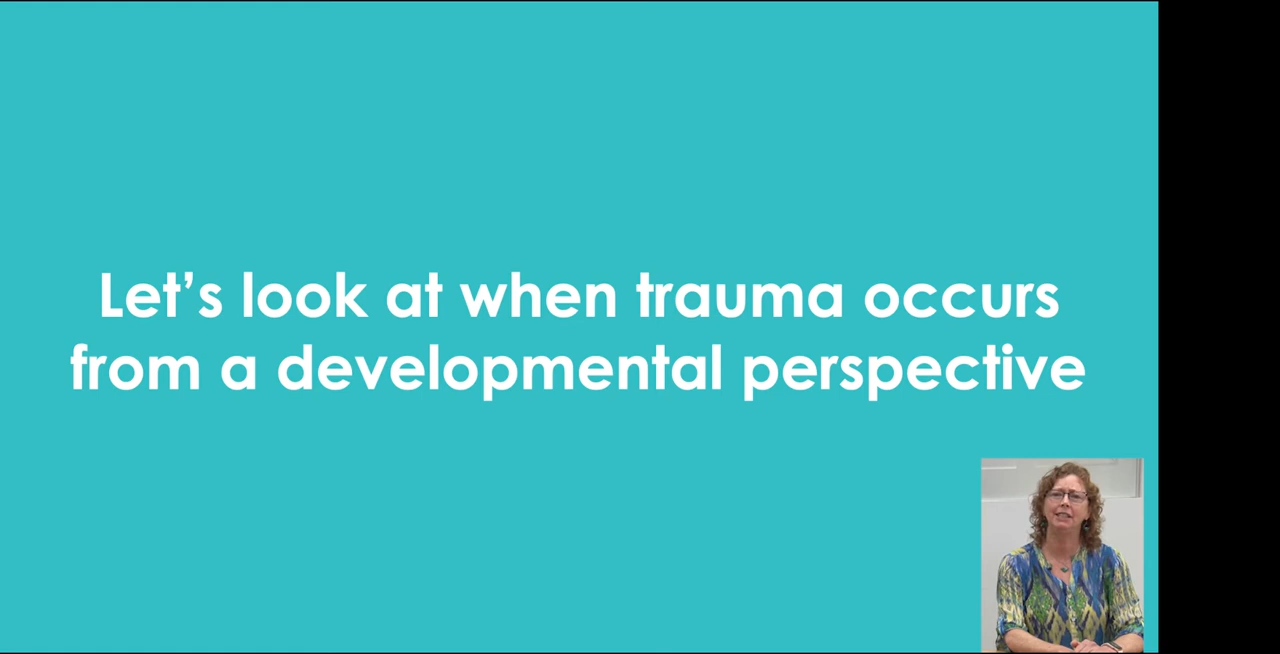 Let’s look at when trauma occurs
from a developmental perspective